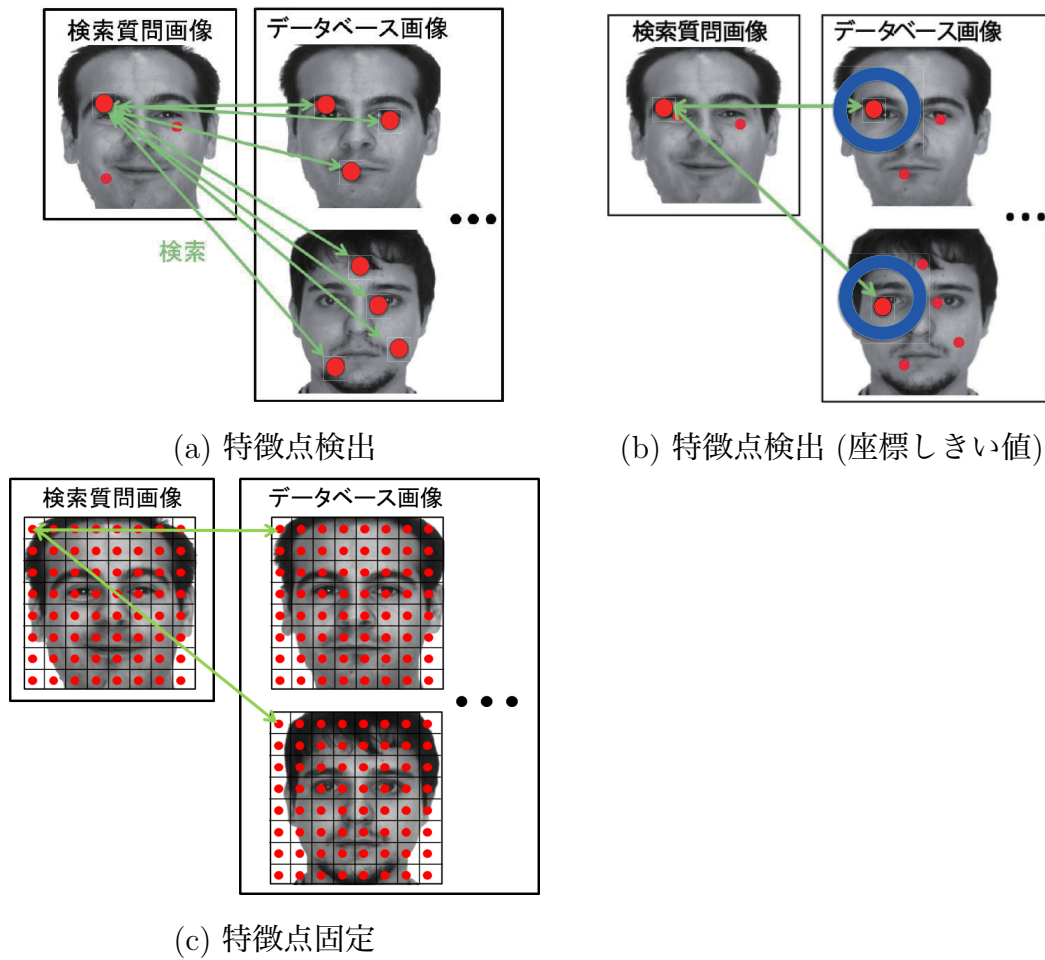 検索質問画像
データベース画像
検索
(a) 特徴点検出
検索質問画像
データベース画像
(b) 特徴点検出 (座標しきい値)
検索質問画像
データベース画像
(c) 特徴点固定